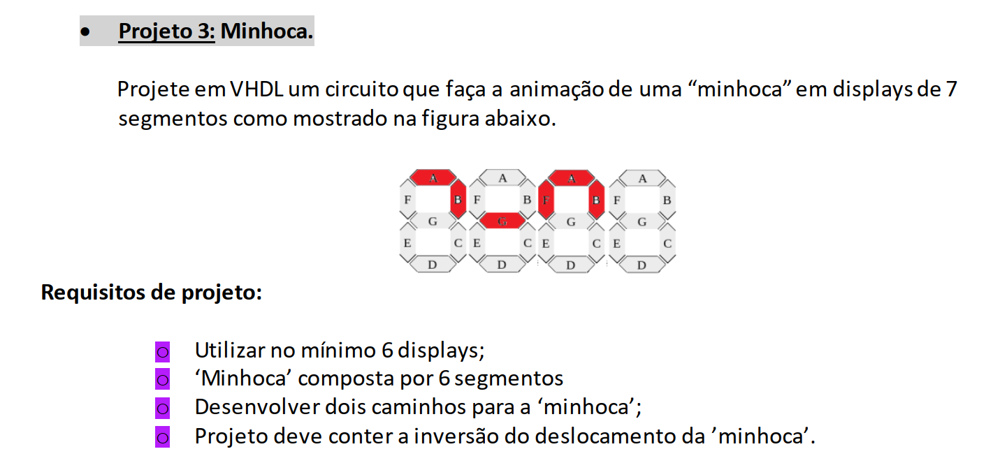 • Projeto 3: Minhoca.
Projete em VHDL um circuito que faça a animação de uma “minhoca” em displays de 7
segmentos como mostrado na figura abaixo.
A A A A
F B F B F B F B
G G G G
E C E C E C E C
D D D D
Requisitos de projeto:
○ Utilizar no mínimo 6 displays;
○ ‘Minhoca’ composta por 6 segmentos
○ Desenvolver dois caminhos para a ‘minhoca’;
○ Projeto deve conter a inversão do deslocamento da ’minhoca’.